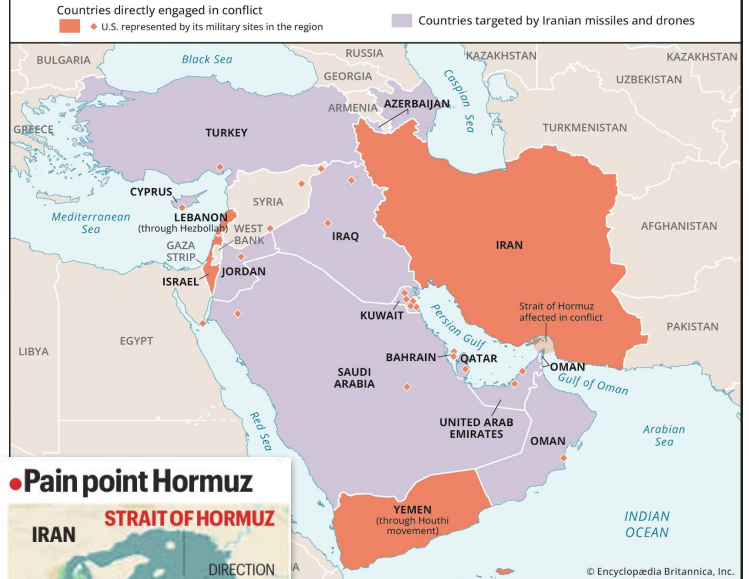 Countries directly engaged in conflict
U.S. represented by its military sites in the region
Countries targeted by Iranian missiles and drones
BULGARIA
Black Sea
RUSSIA
GEORGIA
KAZAKHSTAN
KAZAKHSTAN
UZBEKISTAN
Caspian
Sea
ARMENIA
AZERBAIJAN
GREECE
TURKEY
TURKMENISTAN
CYPRUS
SYRIA
LEBANON
(through Hezbollah)
Mediterranean
Sea
WEST
BANK
GAZA
STRIP
IRAQ
IRAN
AFGHANISTAN
ISRAEL
JORDAN
KUWAIT
Persian Gulf
Strait of Hormuz
affected in conflict
PAKISTAN
LIBYA
EGYPT
BAHRAIN
QATAR
OMAN
Gulf of Oman
SAUDI
ARABIA
UNITED ARAB
EMIRATES
OMAN
Arabian
Sea
Red Sea
YEMEN
(through Houthi
movement)
INDIAN
OCEAN
A
© Encyclopædia Britannica, Inc.
Pain point Hormuz
STRAIT OF HORMUZ
IRAN
DIRECTION